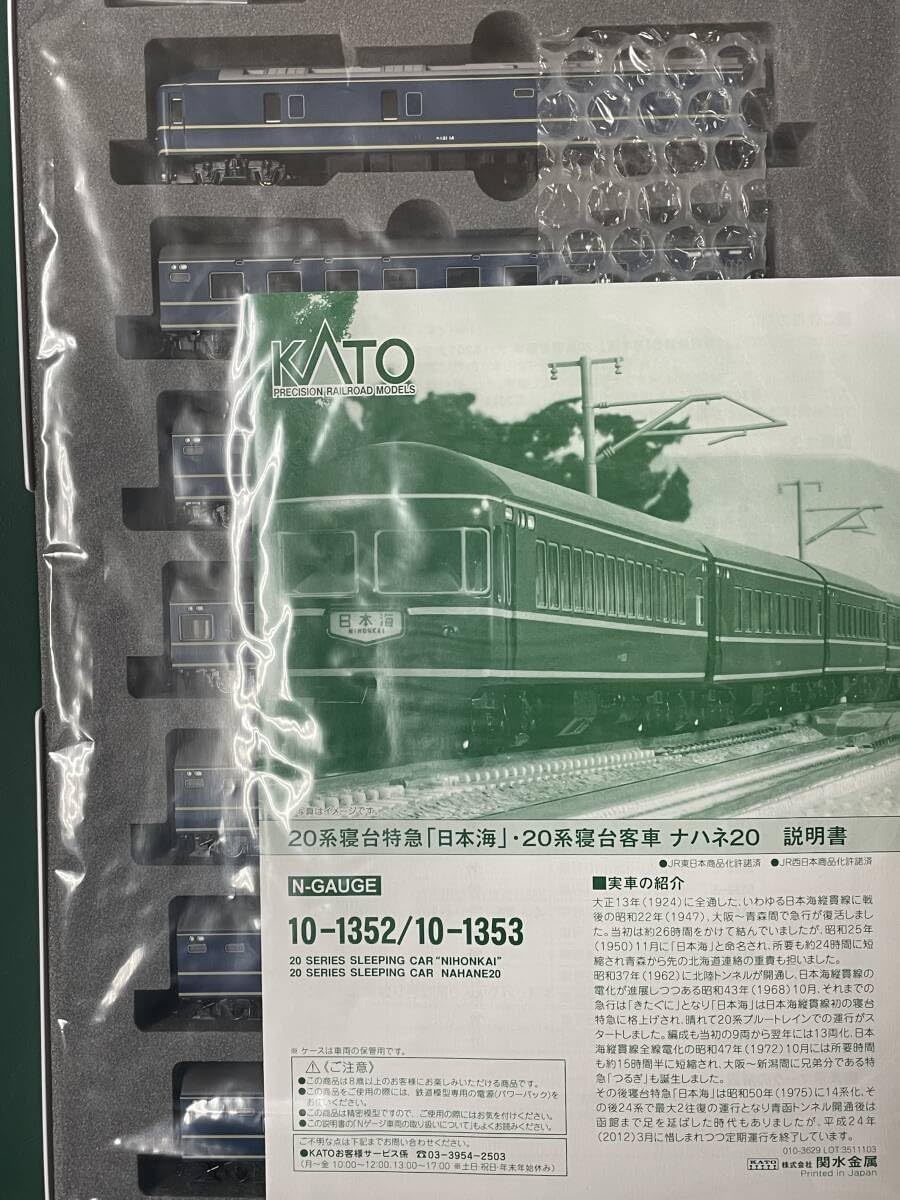 KATO
PRECISION RAILROAD MODELS
日本海
NIHONKAI
写真はイメージです。
20系寝台特急「日本海」・20系寝台客車 ナハネ20 説明書
●JR東日本商品化許諾済 ●JR西日本商品化許諾済
N-GAUGE
10-1352/10-1353
20 SERIES SLEEPING CAR "NIHONKAI"
20 SERIES SLEEPING CAR NAHANE20
■実車の紹介
大正13年(1924)に全通した、いわゆる日本海縦貫線に戦
後の昭和22年(1947)、大阪〜青森間で急行が復活しまし
た。当初は約26時間をかけて結んでいましたが、昭和25年
(1950)11月に「日本海」と命名され、所要も約24時間に短
縮され青森から先の北海道連絡の重責も担いました。
昭和37年(1962)に北陸トンネルが開通し、日本海縦貫線の
電化が進展しつつある昭和43年(1968)10月、それまでの
急行は「きたぐに」となり「日本海」は日本海縦貫線初の寝台
特急に格上げされ、晴れて20系ブルートレインでの運行がス
タートしました。編成も当初の9両から翌年には13両化、日本
海縦貫線全線電化の昭和47年(1972)10月には所要時間
も約15時間半に短縮され、大阪〜新潟間に兄弟分である特
急「つるぎ」も誕生しました。
その後寝台特急「日本海」は昭和50年(1975)に14系化、そ
の後24系で最大2往復の運行となり青函トンネル開通後は
函館まで足を延ばした時代もありましたが、平成24年
(2012)3月に惜しまれつつ定期運行を終了しています。
※ ケースは車両の保管用です。
⚠《ご注意》
●この商品は8歳以上のお客様にお楽しみいただける商品です。
●この商品をご使用の際には、鉄道模型専用の電源(パワーパック)を
お使いください。
●この商品は精密模型ですので、ご使用の際にはお気を付けください。
●この説明書の「Nゲージ車両の取り扱いについて」もよくお読みください。
ご不明な点は下記までお問い合わせください。
●KATOお客様サービス係 ☎03-3954-2503
(月〜金 10:00〜12:00、13:00〜17:00 ※土日・祝日・年末年始休み)
010-3629 LOT:3511103
KATO 株式会社 関水金属
Printed in Japan